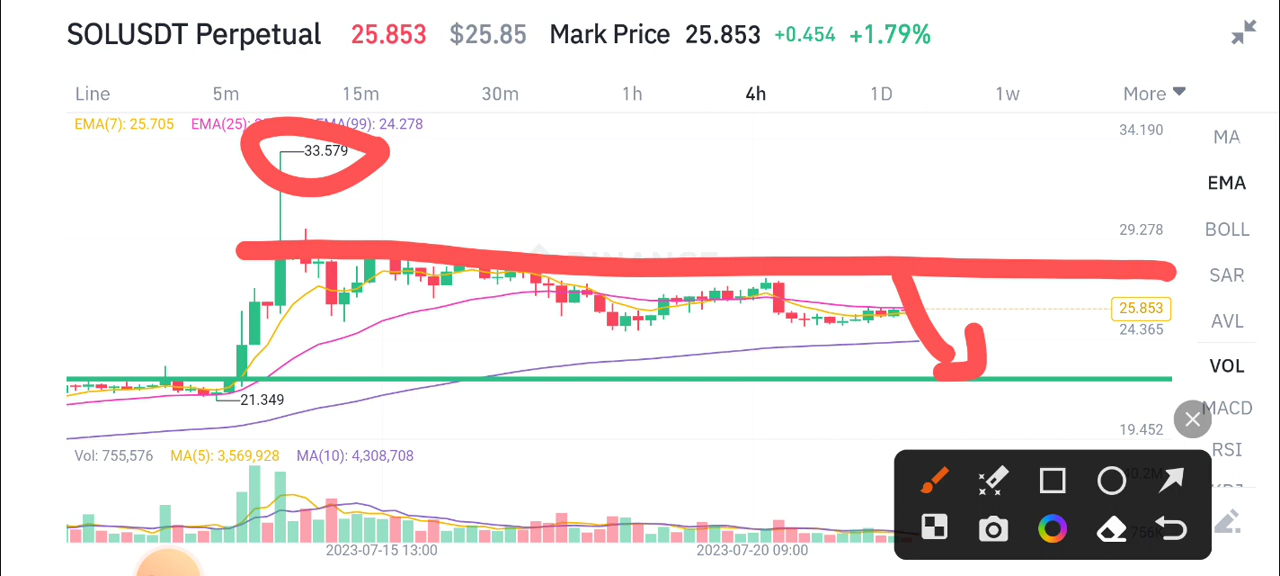 SOLUSDT Perpetual 25.853 $25.85 Mark Price 25.853 +0.454 +1.79%
Line 5m 15m 30m 1h 4h 1D 1w More
EMA(7): 25.705 EMA(25): EMA(99): 24.278
34.190
MA
33.579
EMA
29.278
BOLL
SAR
25.853
AVL
24.365
VOL
21.349
MACD
19.452
RSI
Vol: 755,576 MA(5): 3,569,928 MA(10): 4,308,708
2023-07-15 13:00 2023-07-20 09:00